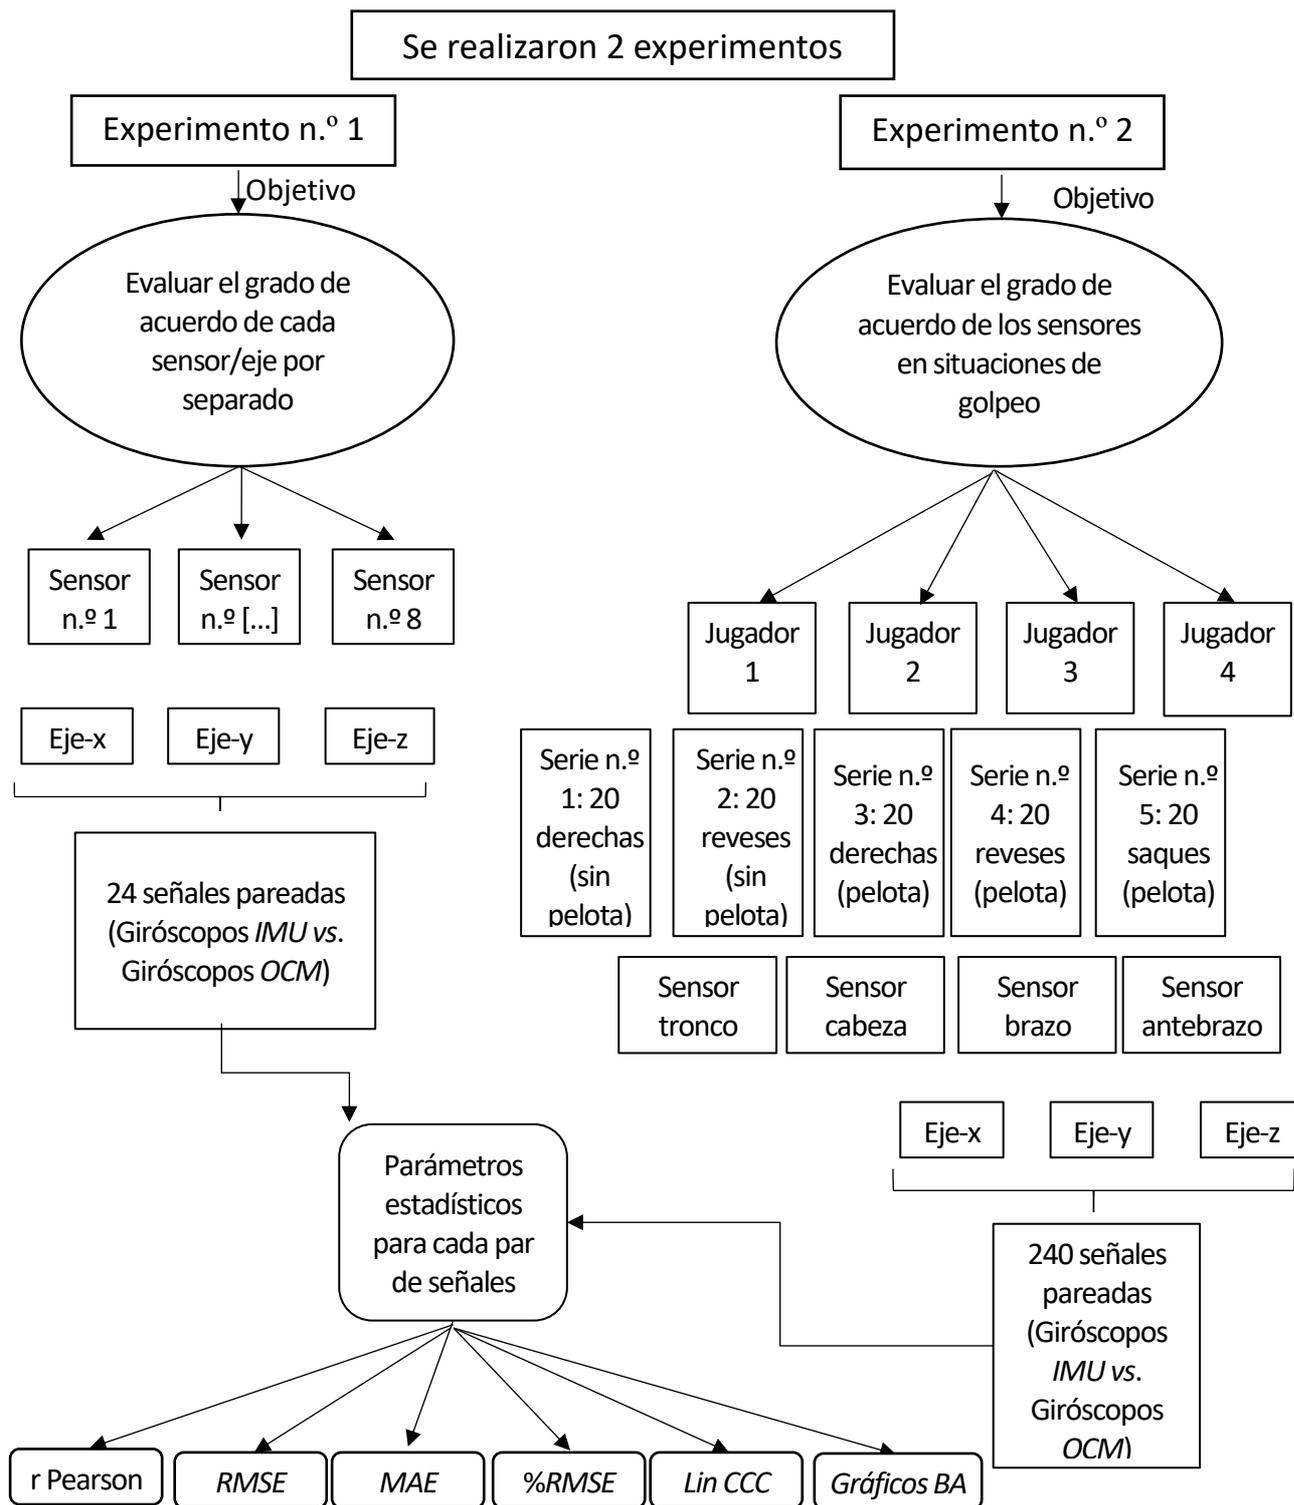 Se realizaron 2 experimentos
Experimento n.º 1
Objetivo
Evaluar el grado de
acuerdo de cada
sensor/eje por
separado
Sensor
n.º 1
Sensor
n.º [...]
Sensor
n.º 8
Eje-x
Eje-y
Eje-z
24 señales pareadas
(Giróscopos IMU vs.
Giróscopos OCM)
Experimento n.º 2
Objetivo
Evaluar el grado de
acuerdo de los sensores
en situaciones de
golpeo
Jugador
1
Jugador
2
Jugador
3
Jugador
4
Serie n.º
1: 20
derechas
(sin
pelota)
Serie n.º
2: 20
reveses
(sin
pelota)
Serie n.º
3: 20
derechas
(pelota)
Serie n.º
4: 20
reveses
(pelota)
Serie n.º
5: 20
saques
(pelota)
Sensor
tronco
Sensor
cabeza
Sensor
brazo
Sensor
antebrazo
Eje-x
Eje-y
Eje-z
240 señales
pareadas
(Giróscopos
IMU vs.
Giróscopos
OCM)
Parámetros
estadísticos
para cada par
de señales
r Pearson
RMSE
MAE
%RMSE
Lin CCC
Gráficos BA